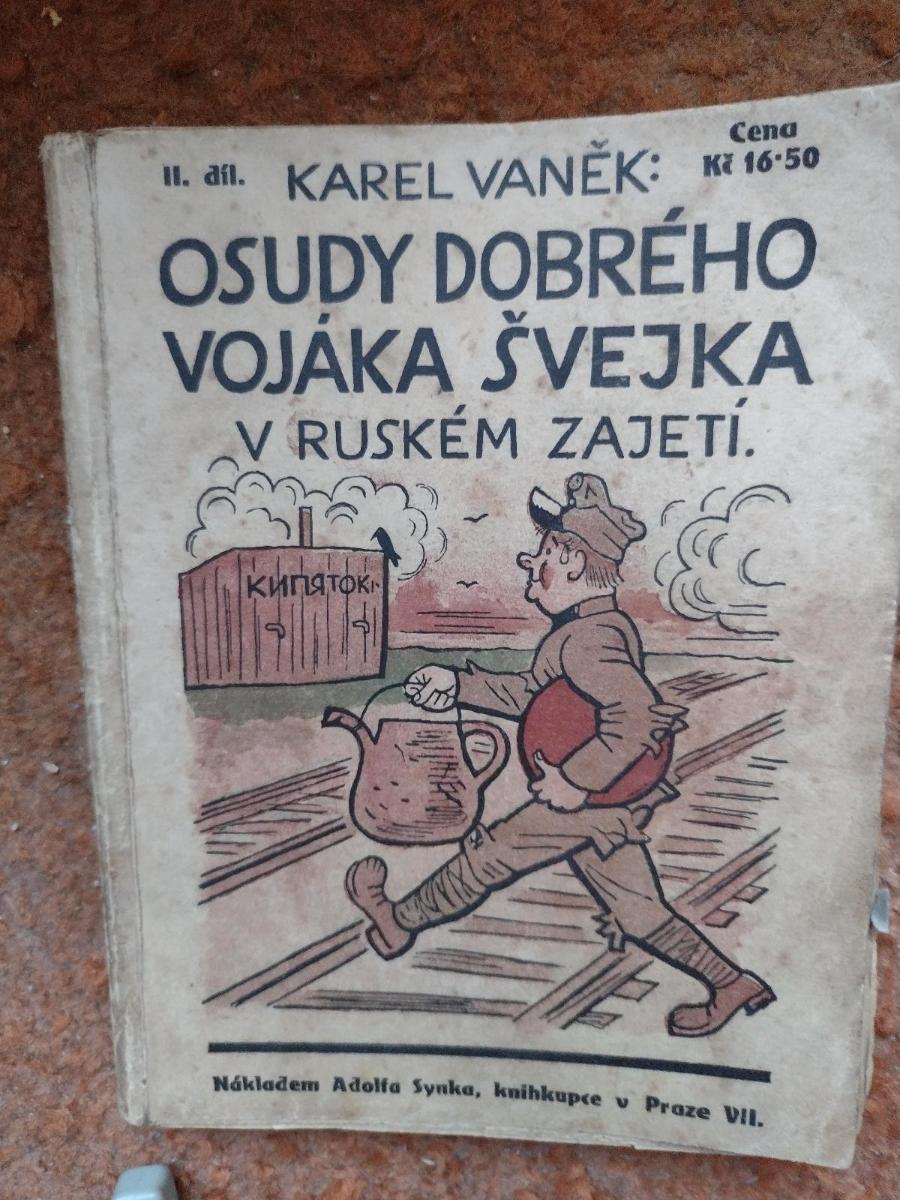 II. díl.
KAREL VANĚK:
Cena
Kč 16·50
OSUDY DOBRÉHO
VOJÁKA ŠVEJKA
V RUSKÉM ZAJETÍ.
КИПЯТОКЪ
Nákladem Adolfa Synka, knihkupce v Praze VII.